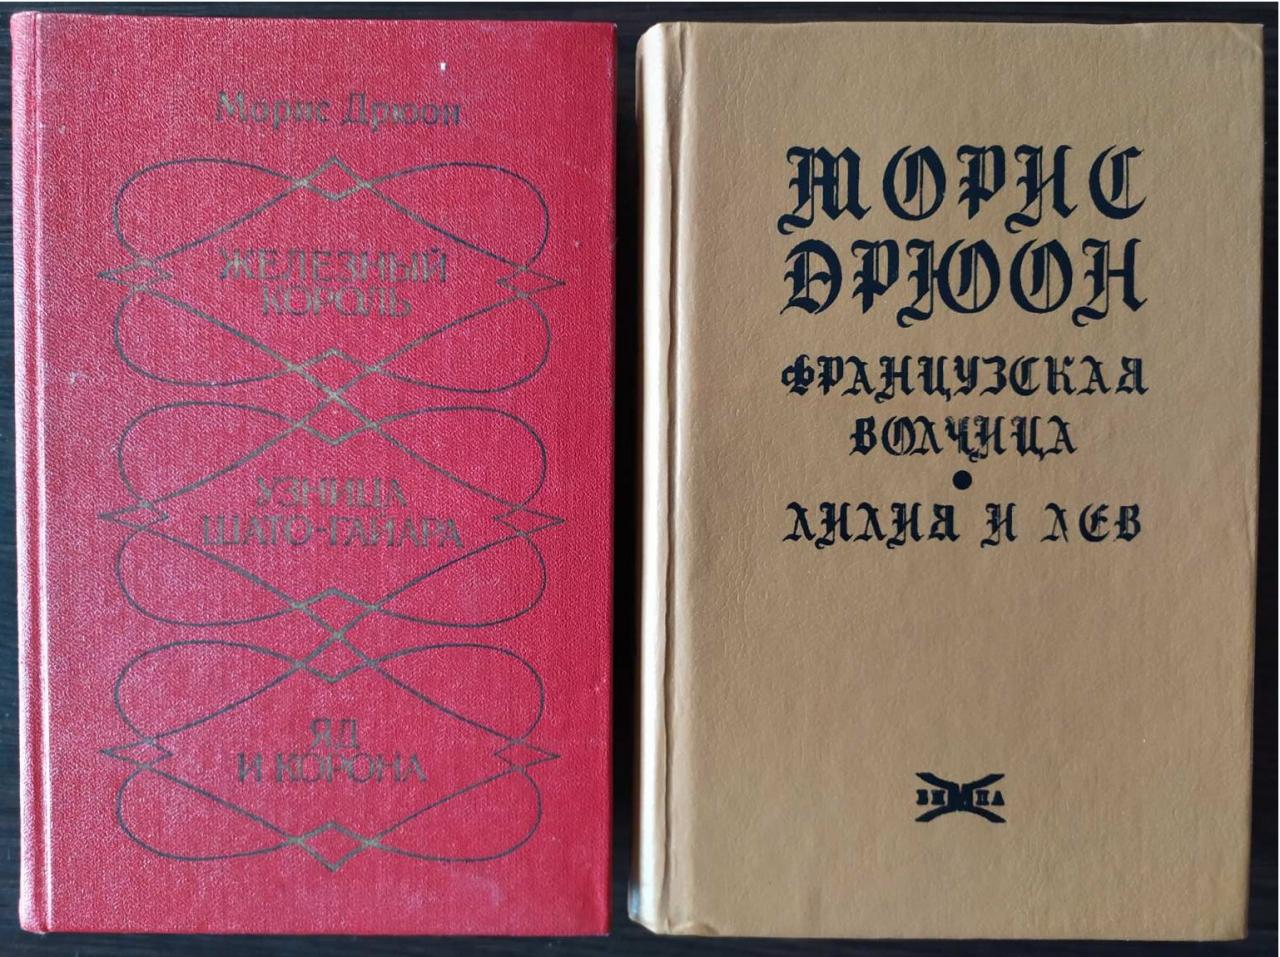 Морис Дрюон
ЖЕЛЕЗНЫЙ
КОРОЛЬ
УЗНИЦА
ШАТО-ГАЙАРА
ЯД
И КОРОНА
МОРИС
ДРЮОН
ФРАНЦУЗСКАЯ
ВОЛЧИЦА
•
ЛИЛИЯ И ЛЕВ